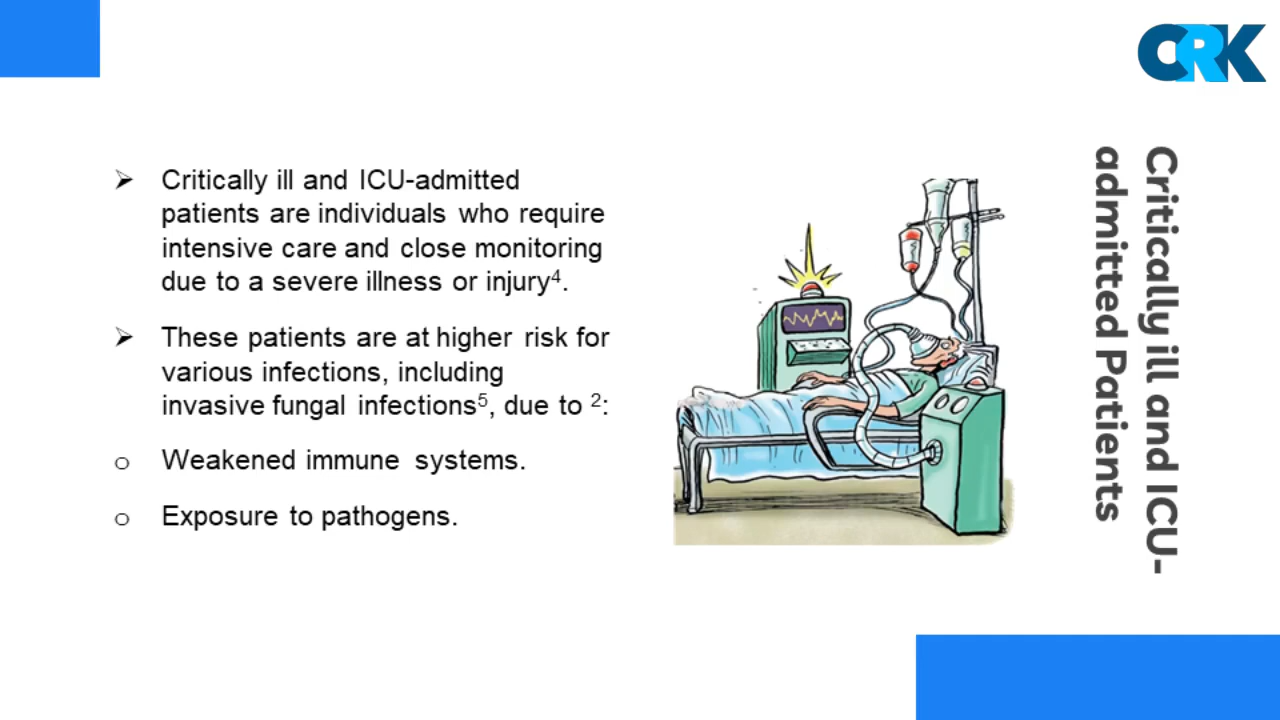 CRK
Critically ill and ICU-
admitted Patients
➢ Critically ill and ICU-admitted
patients are individuals who require
intensive care and close monitoring
due to a severe illness or injury⁴.
➢ These patients are at higher risk for
various infections, including
invasive fungal infections⁵, due to ²:
o Weakened immune systems.
o Exposure to pathogens.